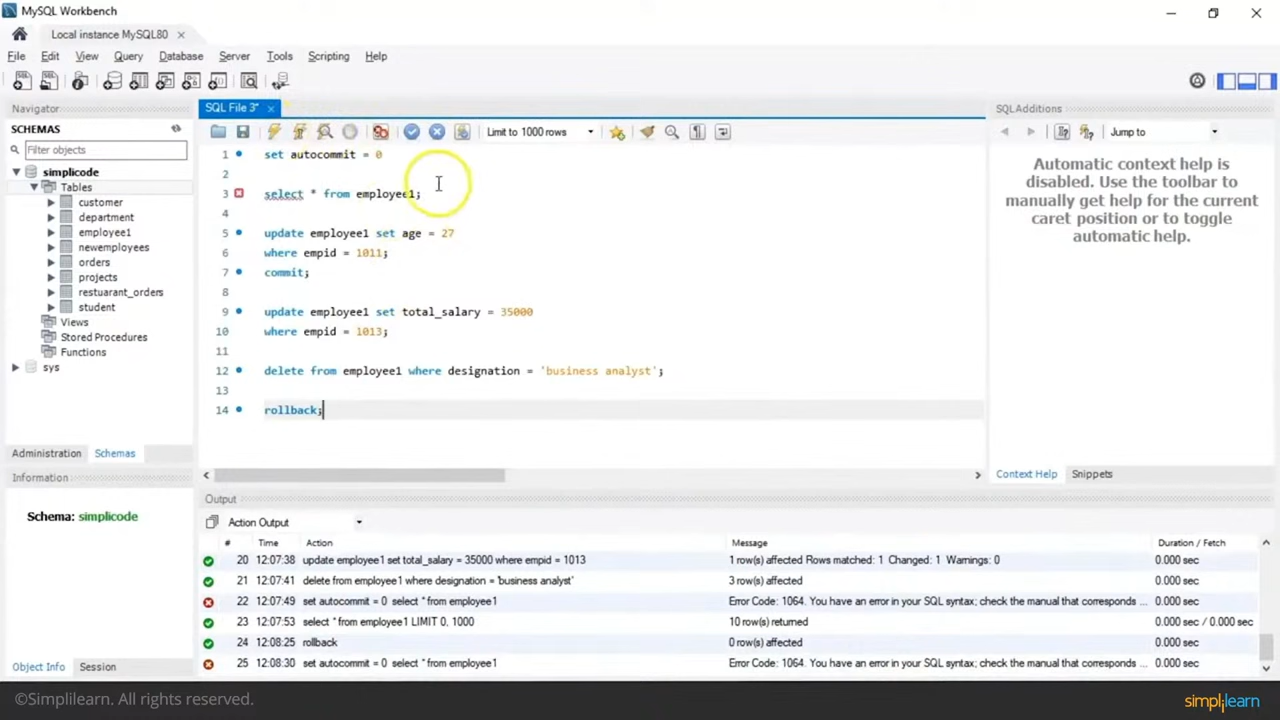 MySQL Workbench
Local instance MySQL80
File Edit View Query Database Server Tools Scripting Help
Navigator
SCHEMAS
Filter objects
simplicode
Tables
customer
department
employee1
newemployees
orders
projects
restuarant_orders
student
Views
Stored Procedures
Functions
sys
Administration Schemas
Information
Schema: simplicode
Object Info Session
SQL File 3*
Limit to 1000 rows
1 set autocommit = 0
2
3 select * from employee1;
4
5 update employee1 set age = 27
6 where empid = 1011;
7 commit;
8
9 update employee1 set total_salary = 35000
10 where empid = 1013;
11
12 delete from employee1 where designation = 'business analyst';
13
14 rollback;
SQLAdditions
Jump to
Automatic context help is
disabled. Use the toolbar to
manually get help for the current
caret position or to toggle
automatic help.
Context Help Snippets
Output
Action Output
# Time Action Message Duration / Fetch
20 12:07:38 update employee1 set total_salary = 35000 where empid = 1013 1 row(s) affected Rows matched: 1 Changed: 1 Warnings: 0 0.000 sec
21 12:07:41 delete from employee1 where designation = 'business analyst' 3 row(s) affected 0.000 sec
22 12:07:49 set autocommit = 0 select * from employee1 Error Code: 1064. You have an error in your SQL syntax; check the manual that corresponds ... 0.000 sec
23 12:07:53 select * from employee1 LIMIT 0, 1000 10 row(s) returned 0.000 sec / 0.000 sec
24 12:08:25 rollback 0 row(s) affected 0.000 sec
25 12:08:30 set autocommit = 0 select * from employee1 Error Code: 1064. You have an error in your SQL syntax; check the manual that corresponds ... 0.000 sec
©Simplilearn. All rights reserved.
simplilearn